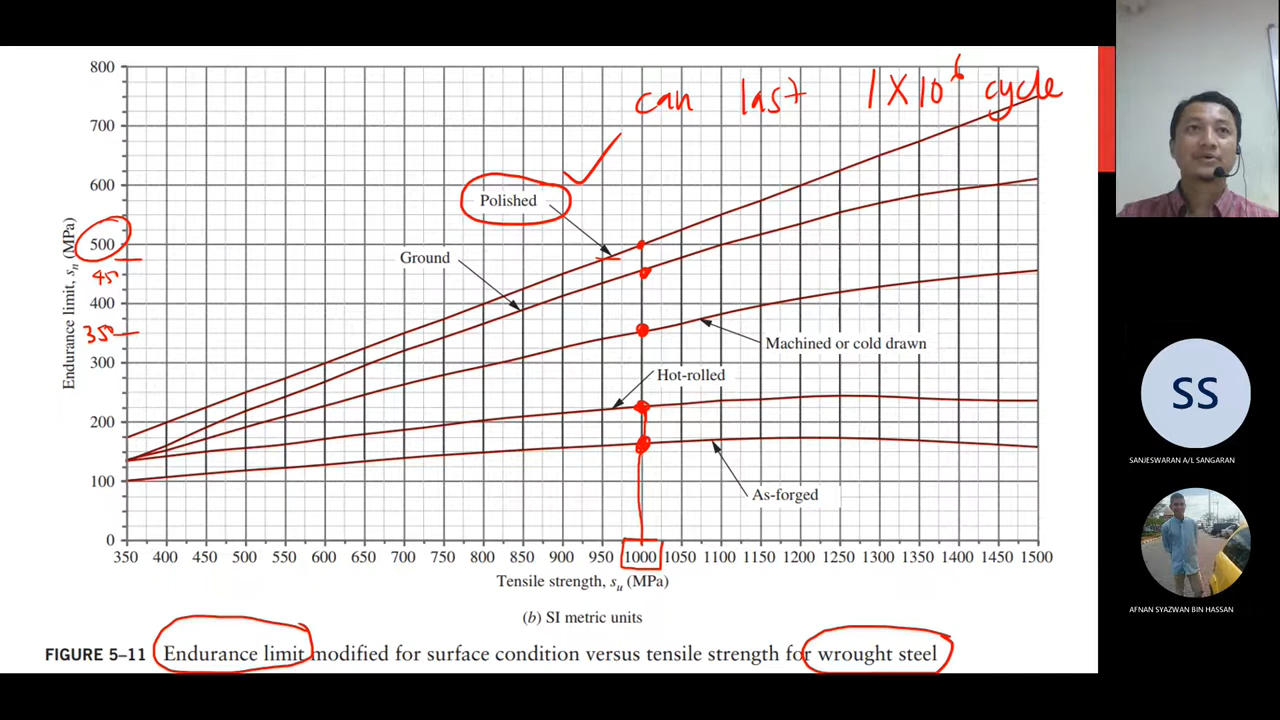 800
can last 1X10⁶ cycle
700
600
Polished
500
Ground
45
400
350
Machined or cold drawn
300
Hot-rolled
200
100
As-forged
0
Endurance limit, sn (MPa)
350 400 450 500 550 600 650 700 750 800 850 900 950 1000 1050 1100 1150 1200 1250 1300 1350 1400 1450 1500
Tensile strength, su (MPa)
(b) SI metric units
FIGURE 5–11 Endurance limit modified for surface condition versus tensile strength for wrought steel
SS
SANJESWARAN A/L SANGARAN
AFNAN SYAZWAN BIN HASSAN